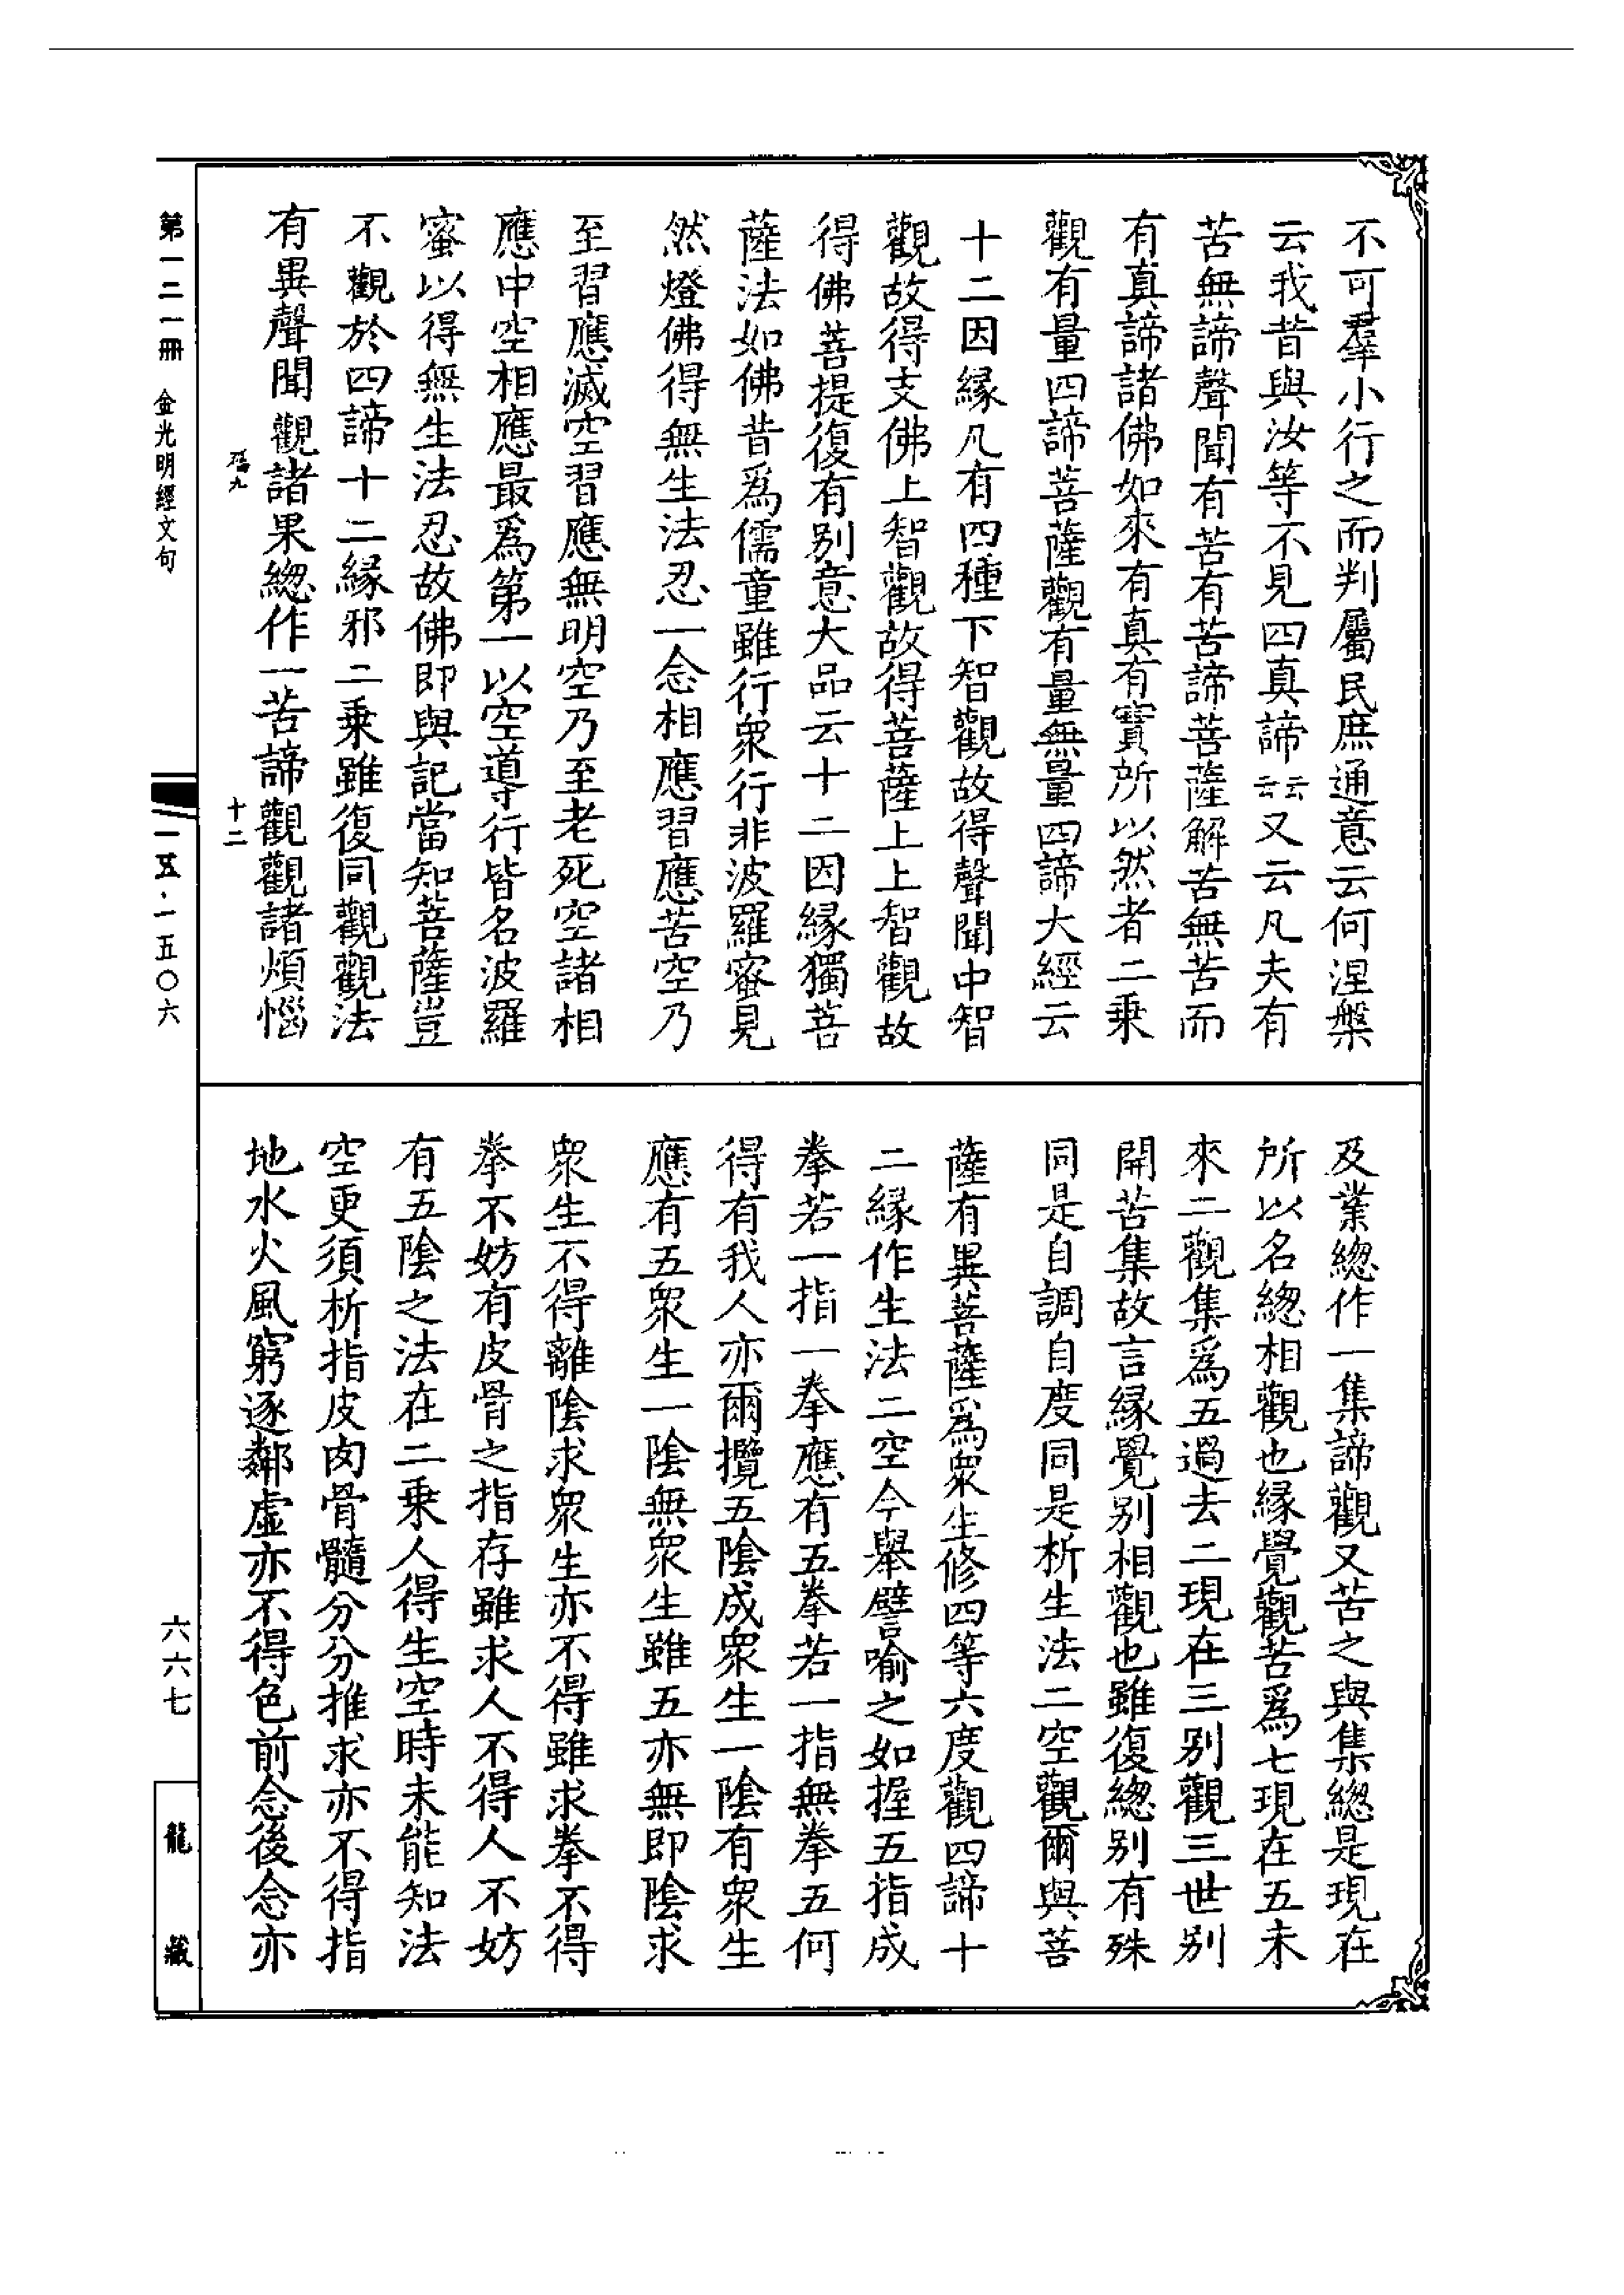 不可羣小行之而判屬民庶通意云何涅槃
云我昔與汝等不見四真諦云云又云凡夫有
苦無諦聲聞有苦有苦諦菩薩解苦無苦而
有真諦諸佛如來有真有實所以然者二乗
觀有量四諦菩薩觀有量無量四諦大經云
十二因縁凡有四種下智觀故得聲聞中智
觀故得支佛上智觀故得菩薩上上智觀故
得佛菩提復有别意大品云十二因縁獨菩
薩法如佛昔爲儒童雖行衆行非波羅蜜見
然燈佛得無生法忍一念相應習應苦空乃
至習應滅空習應無明空乃至老死空諸相
應中空相應最爲第一以空導行皆名波羅
蜜以得無生法忍故佛即與記當知菩薩豈
不觀於四諦十二縁邪二乗雖復同觀觀法
有異聲聞觀諸果緫作一苦諦觀觀諸煩惱
及業緫作一集諦觀又苦之與集緫是現在
所以名緫相觀也縁覺觀苦爲七現在五未
來二觀集爲五過去二現在三别觀三世别
開苦集故言縁覺别相觀也雖復緫别有殊
同是自調自度同是析生法二空觀爾與菩
薩有異菩薩爲衆生修四等六度觀四諦十
二縁作生法二空今舉譬喻之如握五指成
拳若一指一拳應有五拳若一指無拳五何
得有我人亦爾攬五陰成衆生一陰有衆生
應有五衆生一陰無衆生雖五亦無即陰求
衆生不得離陰求衆生亦不得雖求拳不得
拳不妨有皮骨之指存雖求人不得人不妨
有五陰之法在二乗人得生空時未能知法
空更須析指皮肉骨髓分分推求亦不得指
地水火風窮逐鄰虛亦不得色前念後念亦
九
十二
第一二一冊 金光明經文句
一五五·一五〇六
六六七
龍藏